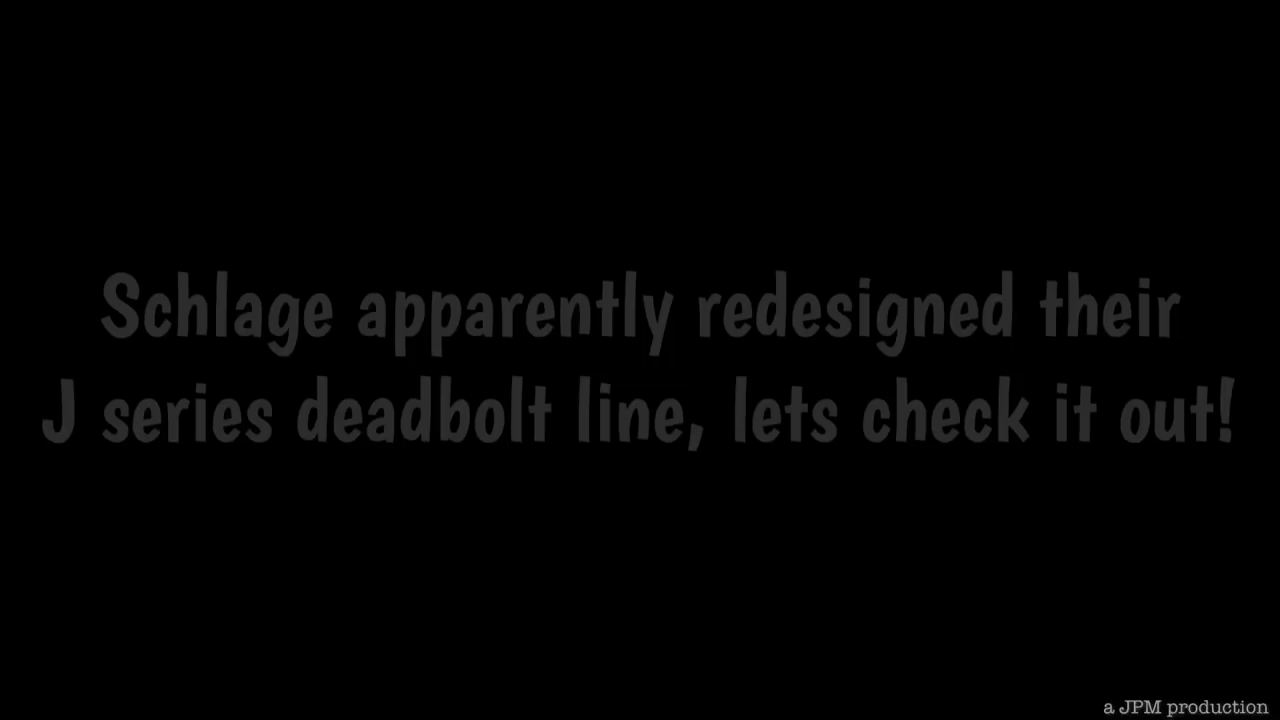 Schlage apparently redesigned their
J series deadbolt line, lets check it out!
a JPM production